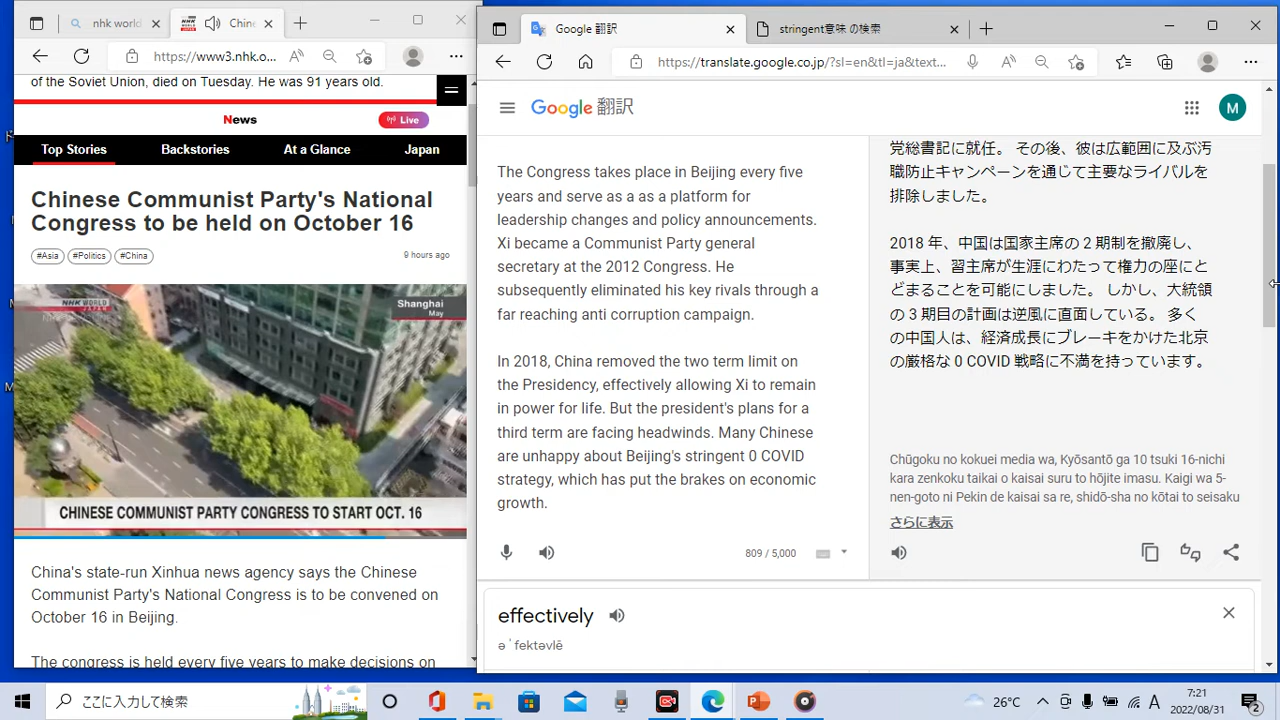 nhk world
Chine
https://www3.nhk.o...
of the Soviet Union, died on Tuesday. He was 91 years old.
News
Live
Top Stories
Backstories
At a Glance
Japan
Chinese Communist Party's National
Congress to be held on October 16
#Asia
#Politics
#China
9 hours ago
NHK WORLD
JAPAN
Shanghai
May
CHINESE COMMUNIST PARTY CONGRESS TO START OCT. 16
China's state-run Xinhua news agency says the Chinese
Communist Party's National Congress is to be convened on
October 16 in Beijing.
The congress is held every five years to make decisions on
Google 翻訳
stringent意味 の検索
https://translate.google.co.jp/?sl=en&tl=ja&text...
Google 翻訳
M
The Congress takes place in Beijing every five
years and serve as a as a platform for
leadership changes and policy announcements.
Xi became a Communist Party general
secretary at the 2012 Congress. He
subsequently eliminated his key rivals through a
far reaching anti corruption campaign.
In 2018, China removed the two term limit on
the Presidency, effectively allowing Xi to remain
in power for life. But the president's plans for a
third term are facing headwinds. Many Chinese
are unhappy about Beijing's stringent 0 COVID
strategy, which has put the brakes on economic
growth.
809 / 5,000
党総書記に就任。 その後、彼は広範囲に及ぶ汚
職防止キャンペーンを通じて主要なライバルを
排除しました。
2018 年、中国は国家主席の 2 期制を撤廃し、
事実上、習主席が生涯にわたって権力の座にと
どまることを可能にしました。 しかし、大統領
の 3 期目の計画は逆風に直面している。 多く
の中国人は、経済成長にブレーキをかけた北京
の厳格な 0 COVID 戦略に不満を持っています。
Chūgoku no kokuei media wa, Kyōsantō ga 10 tsuki 16-nichi
kara zenkoku taikai o kaisai suru to hōjite imasu. Kaigi wa 5-
nen-goto ni Pekin de kaisai sa re, shidō-sha no kōtai to seisaku
さらに表示
effectively
əˈfektəvlē
ここに入力して検索
26°C
A
7:21
2022/08/31
2